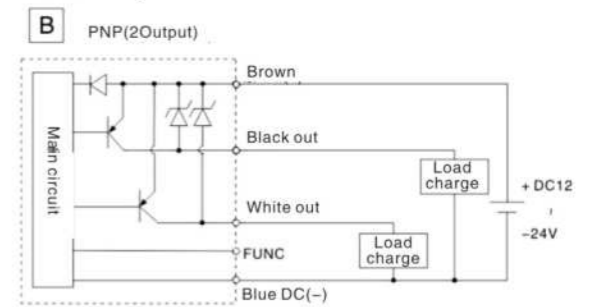 B
PNP(2Output)
Brown
Black out
Main circuit
Load
charge
+ DC12
~
-24V
White out
Load
charge
FUNC
Blue DC(-)